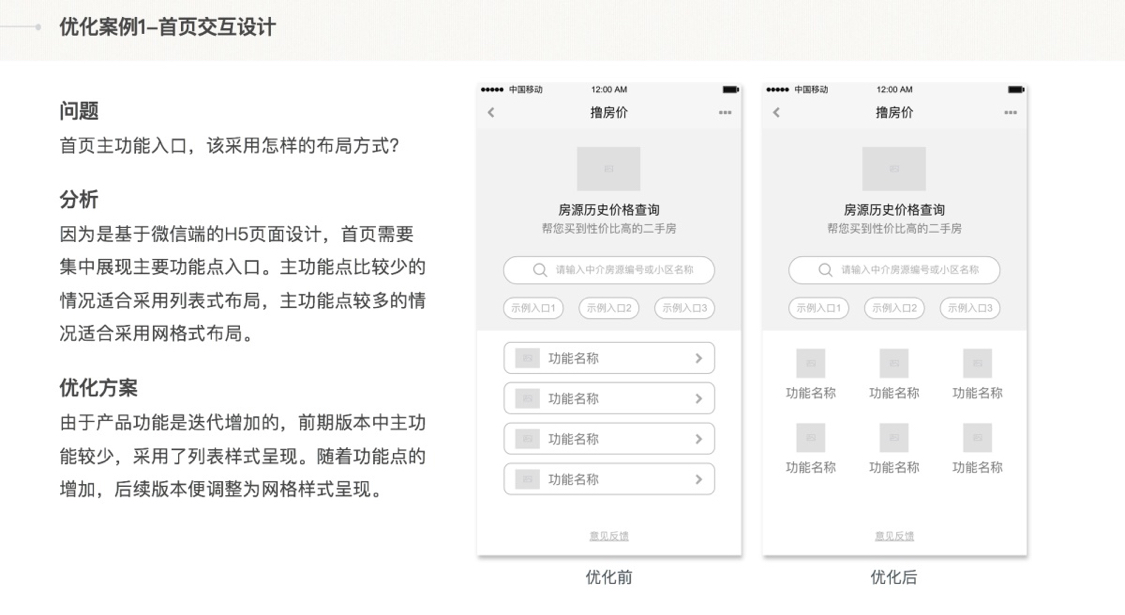 优化案例1-首页交互设计
问题
首页主功能入口，该采用怎样的布局方式？
分析
因为是基于微信端的H5页面设计，首页需要
集中展现主要功能点入口。主功能点比较少的
情况适合采用列表式布局，主功能点较多的情
况适合采用网格式布局。
优化方案
由于产品功能是迭代增加的，前期版本中主功
能较少，采用了列表样式呈现。随着功能点的
增加，后续版本便调整为网格样式呈现。
中国移动 12:00 AM
撸房价
房源历史价格查询
帮您买到性价比高的二手房
请输入中介房源编号或小区名称
示例入口1 示例入口2 示例入口3
功能名称
功能名称
功能名称
功能名称
意见反馈
优化前
中国移动 12:00 AM
撸房价
房源历史价格查询
帮您买到性价比高的二手房
请输入中介房源编号或小区名称
示例入口1 示例入口2 示例入口3
功能名称 功能名称 功能名称
功能名称 功能名称 功能名称
意见反馈
优化后